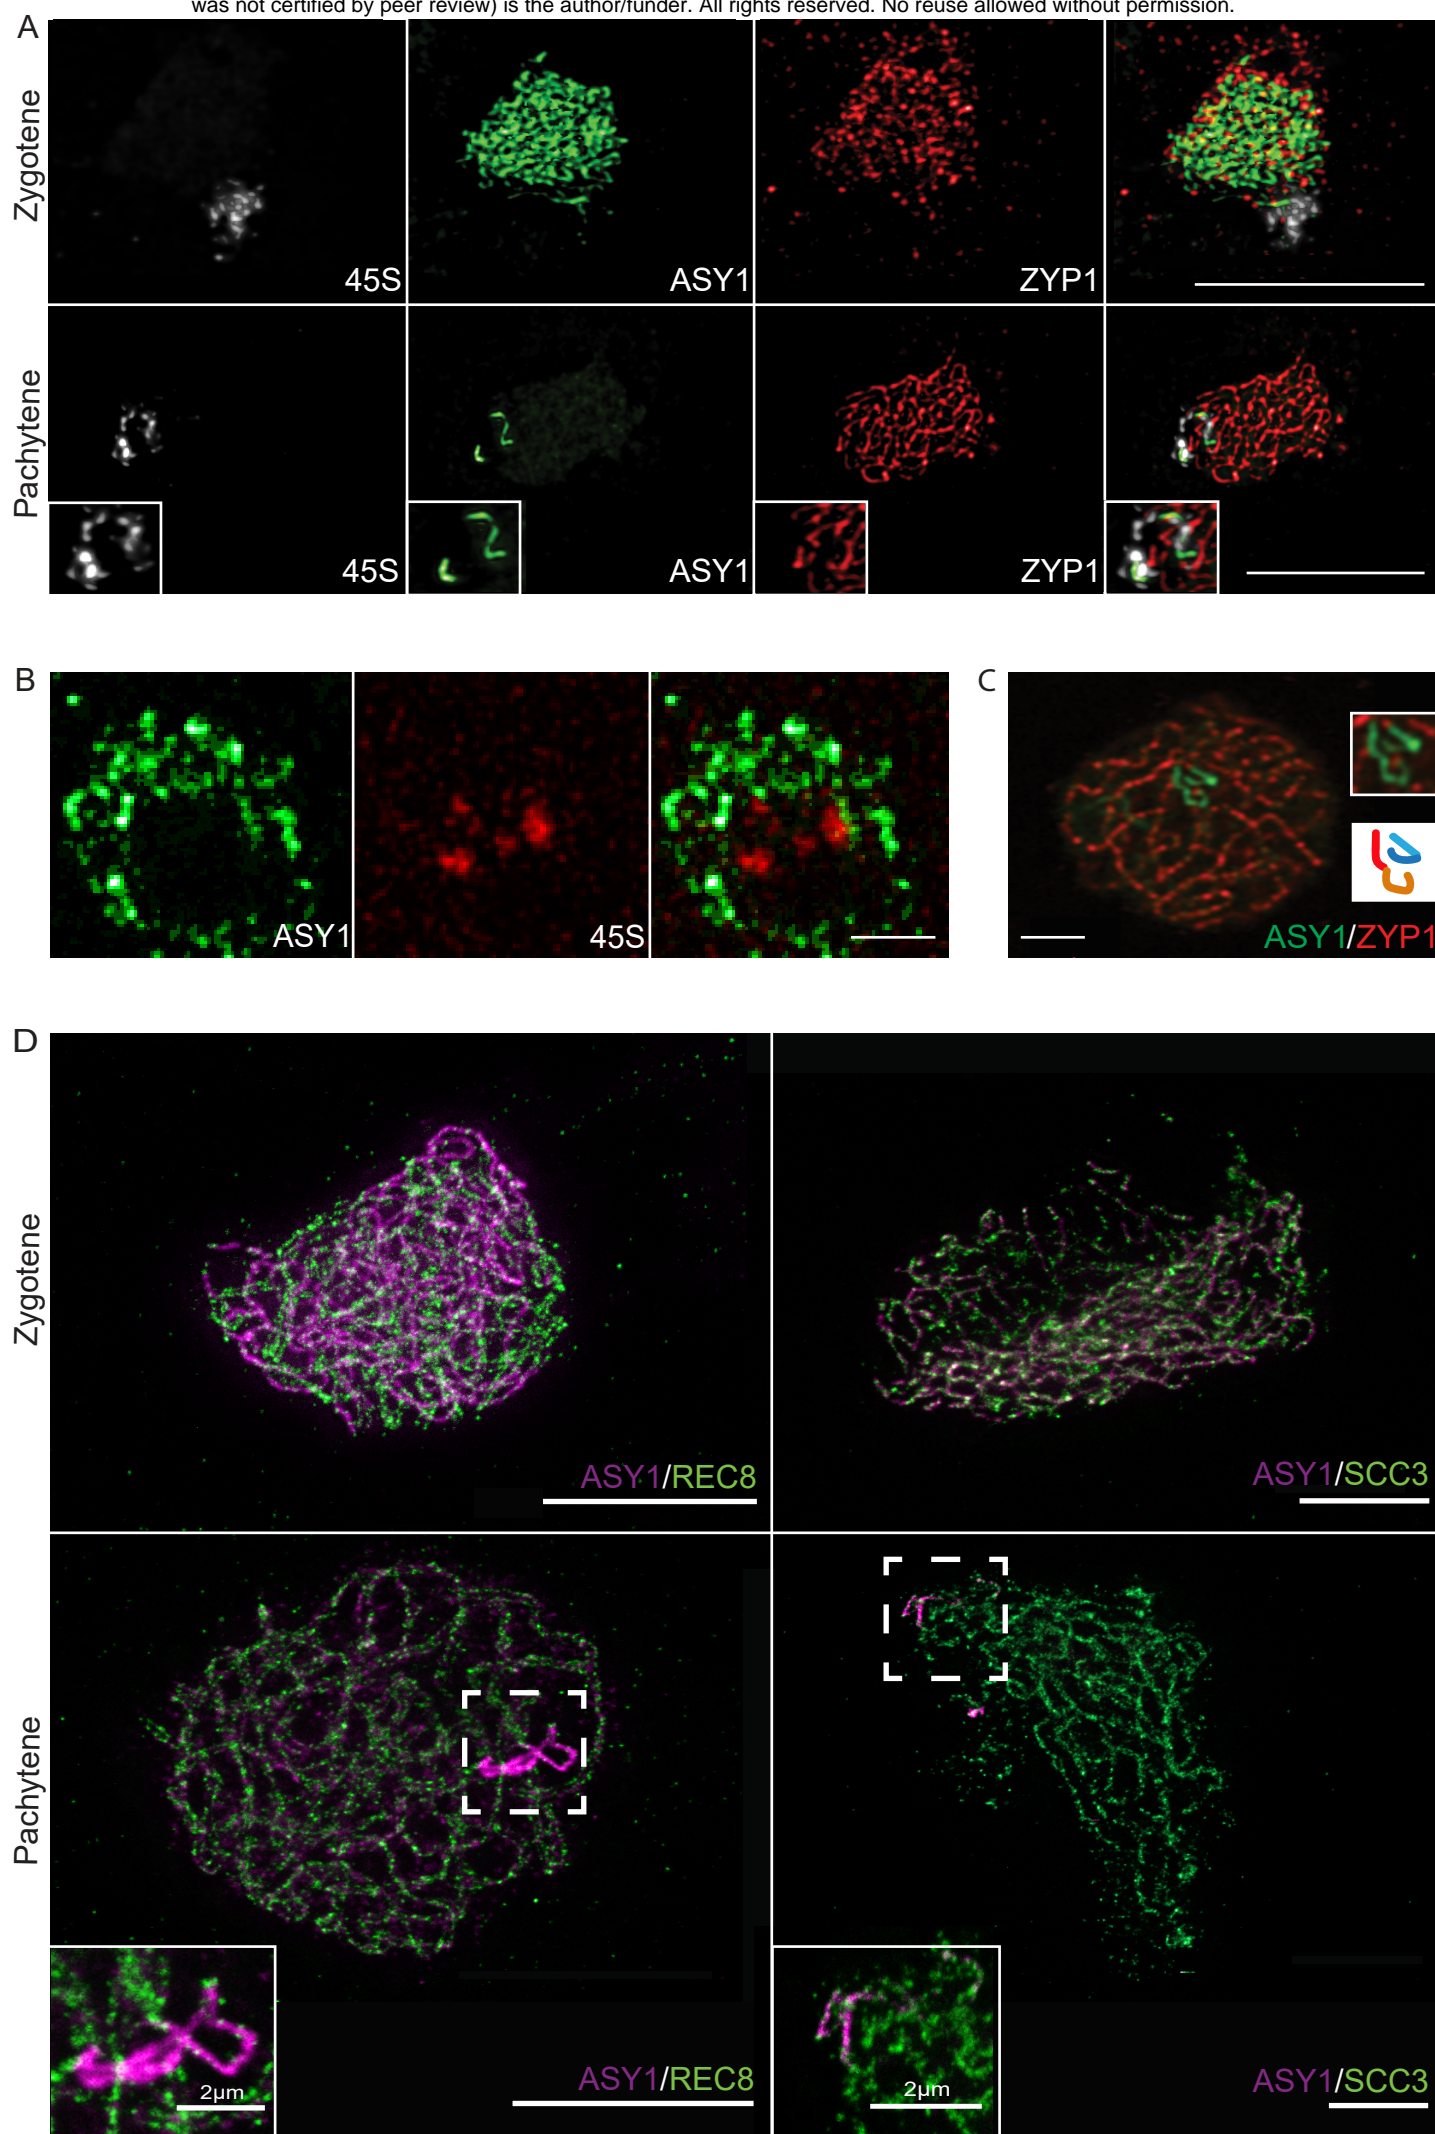 was not certified by peer review) is the author/funder. All rights reserved. No reuse allowed without permission.
A
Zygotene
45S
ASY1
ZYP1
Pachytene
45S
ASY1
ZYP1
B
ASY1
45S
C
ASY1/ZYP1
D
Zygotene
ASY1/REC8
ASY1/SCC3
Pachytene
2µm
ASY1/REC8
2µm
ASY1/SCC3